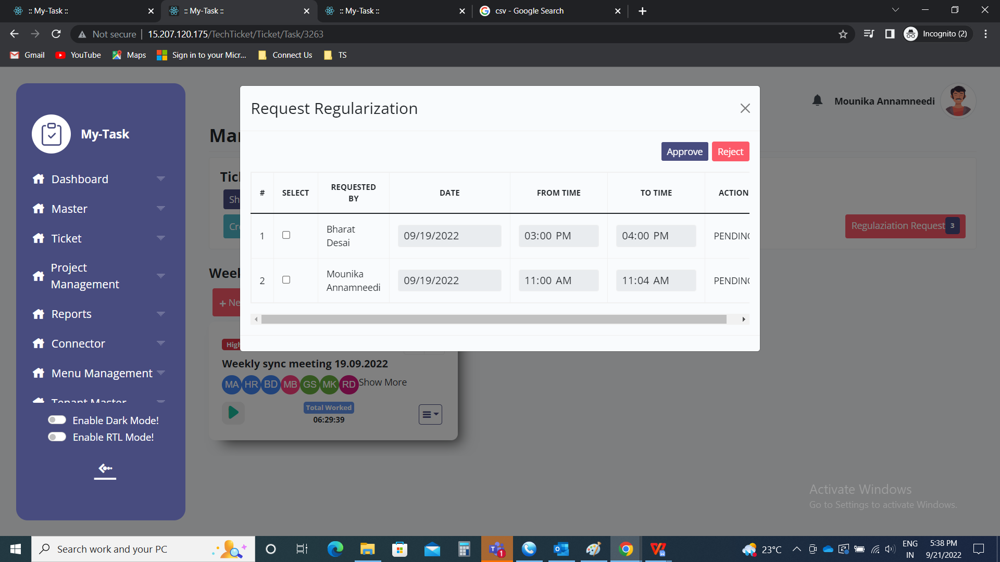 :: My-Task ::
:: My-Task ::
:: My-Task ::
csv - Google Search
Not secure
15.207.120.175/TechTicket/Ticket/Task/3263
Incognito (2)
Gmail
YouTube
Maps
Sign in to your Micr...
Connect Us
TS
My-Task
Dashboard
Master
Ticket
Project
Management
Reports
Connector
Menu Management
Tenant Master
Enable Dark Mode!
Enable RTL Mode!
Mounika Annamneedi
Regulaziation Request 3
Request Regularization
Approve
Reject
# SELECT REQUESTED BY DATE FROM TIME TO TIME ACTION
1 Bharat Desai 09/19/2022 03:00 PM 04:00 PM PENDING
2 Mounika Annamneedi 09/19/2022 11:00 AM 11:04 AM PENDING
Mar
Tic
Sh
Cre
Weel
+ Ne
High
Weekly sync meeting 19.09.2022
MA HR BD MB GS MK RD Show More
Total Worked
06:29:39
Activate Windows
Go to Settings to activate Windows.
Search work and your PC
1
23°C
ENG
IN
5:38 PM
9/21/2022